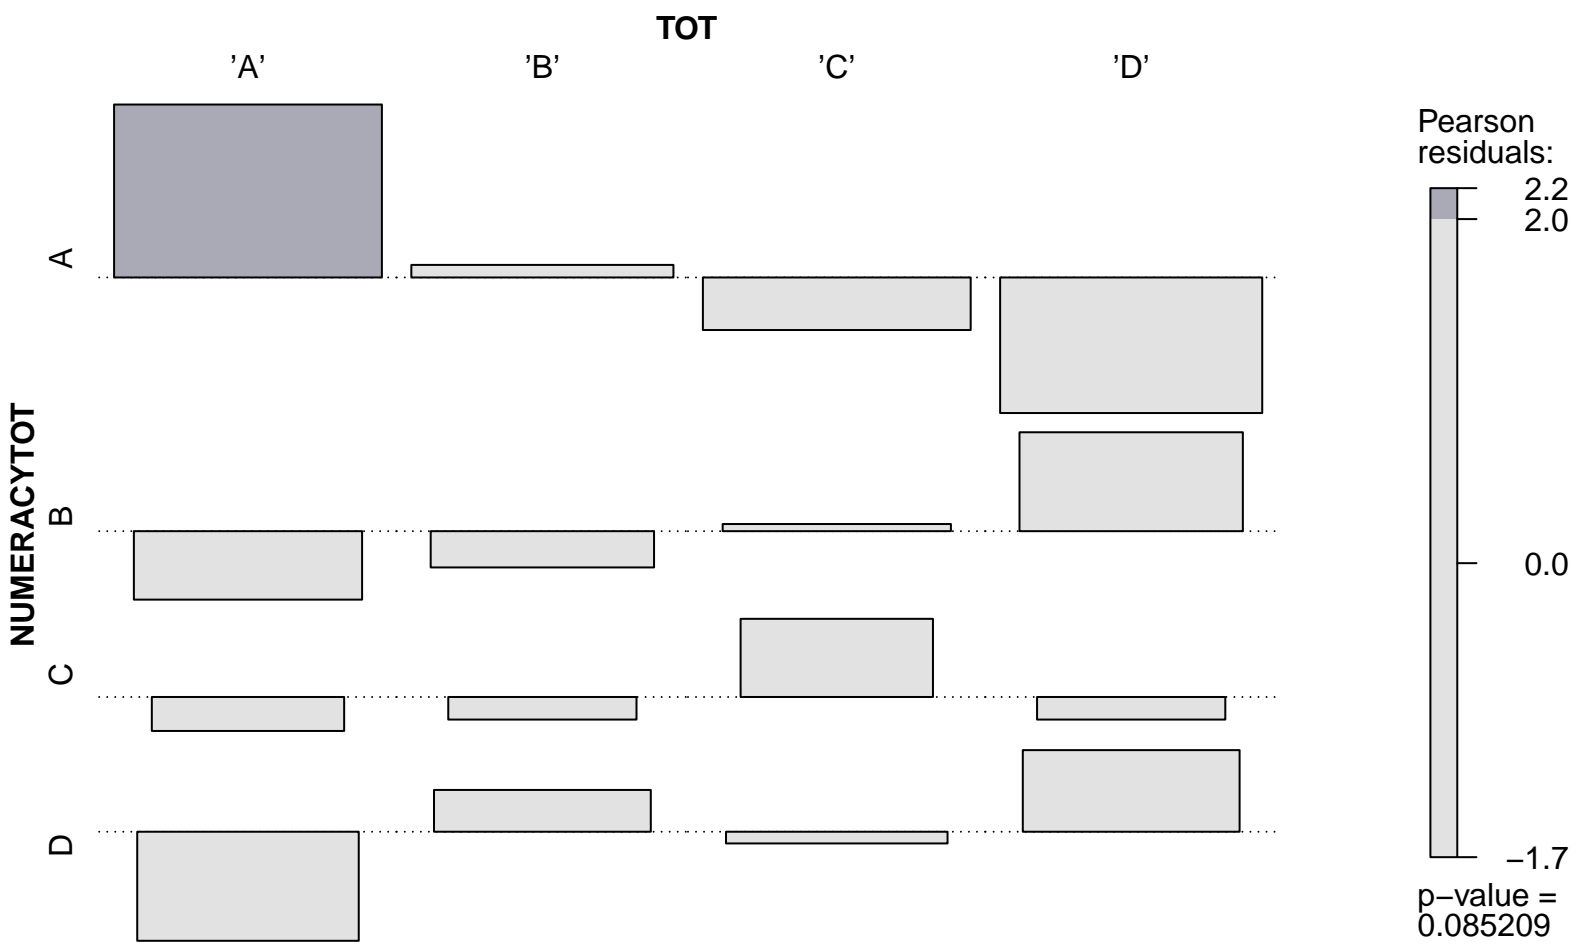 TOT
’A’ ’B’ ’C’ ’D’
NUMERACYTOT
A
B
C
D
Pearson
residuals:
2.2
2.0
0.0
−1.7
p−value =
0.085209